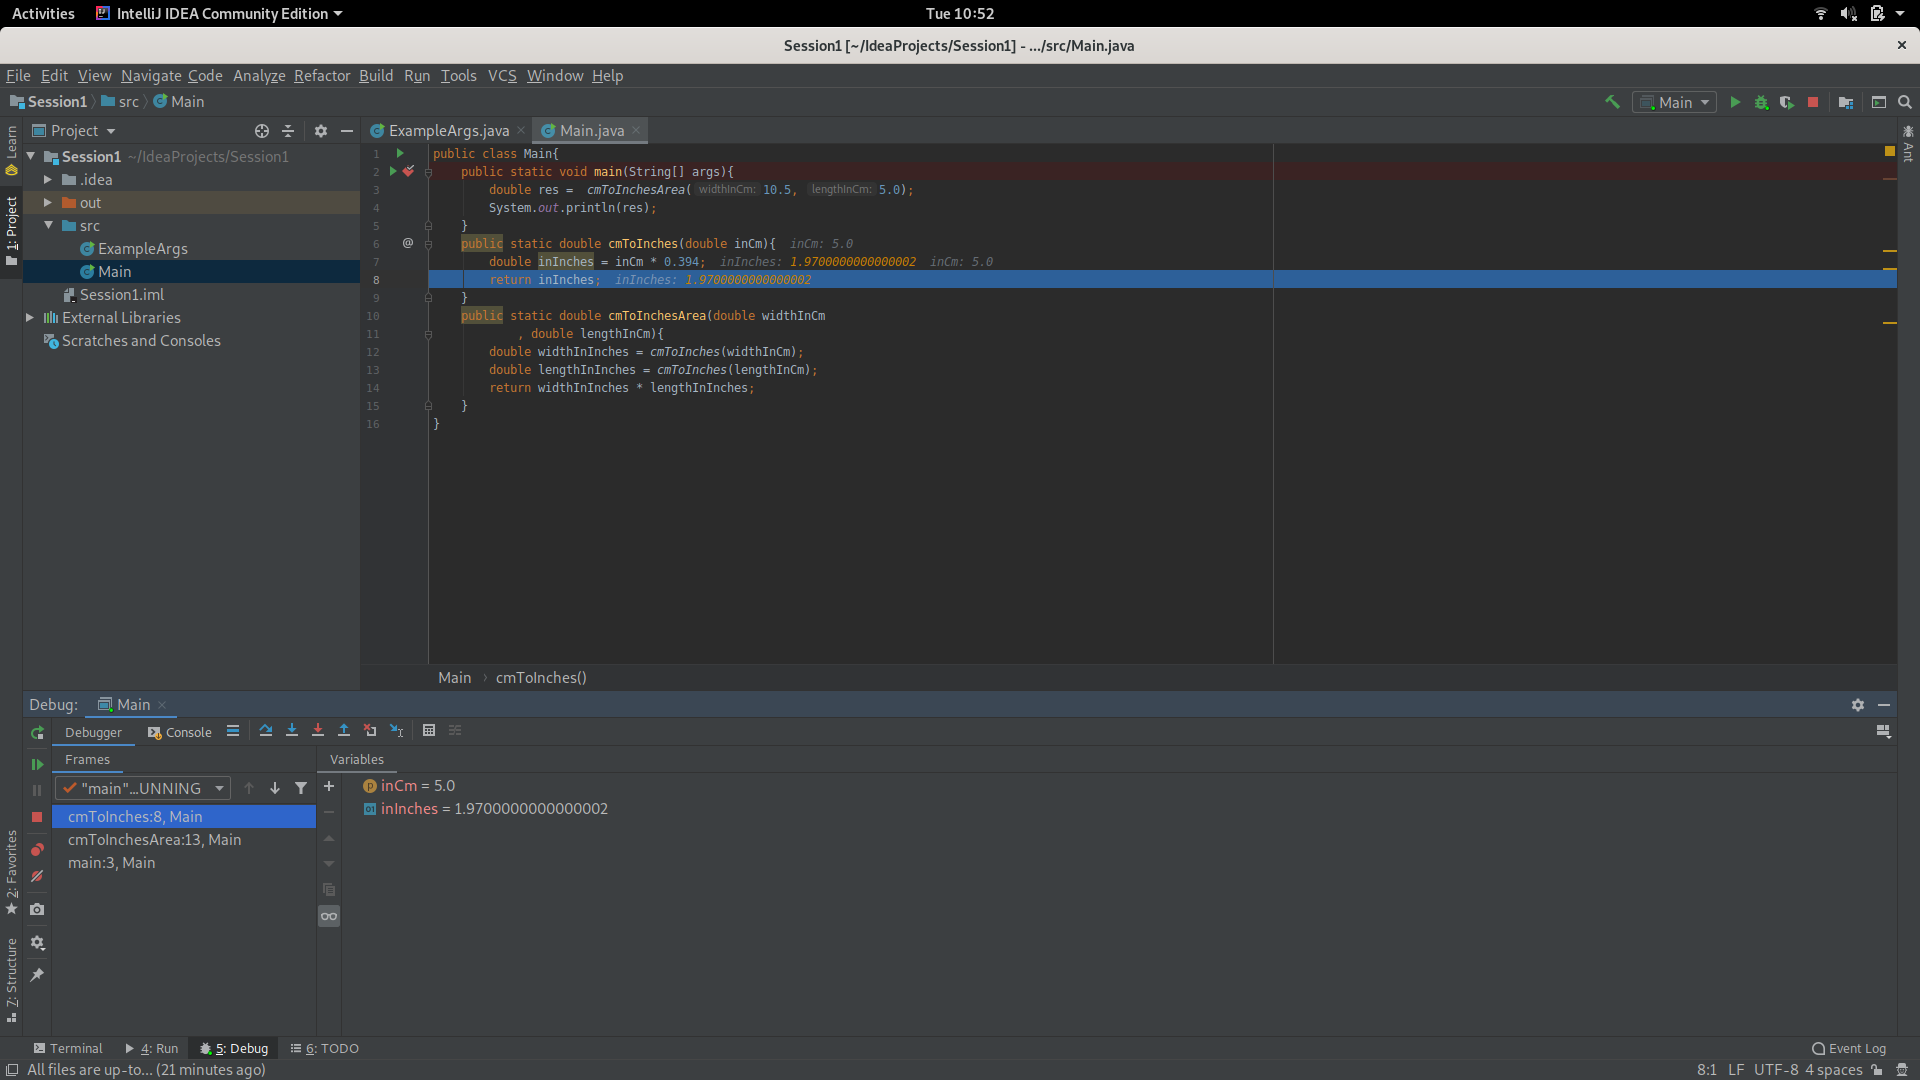 Activities IntelliJ IDEA Community Edition Tue 10:52
Session1 [~/IdeaProjects/Session1] - .../src/Main.java
File Edit View Navigate Code Analyze Refactor Build Run Tools VCS Window Help
Session1 src Main Main
Learn
1: Project
2: Favorites
7: Structure
Ant
Project
Session1 ~/IdeaProjects/Session1
.idea
out
src
ExampleArgs
Main
Session1.iml
External Libraries
Scratches and Consoles
ExampleArgs.java Main.java
1 public class Main{
2 public static void main(String[] args){
3 double res = cmToInchesArea( widthInCm: 10.5, lengthInCm: 5.0);
4 System.out.println(res);
5 }
6 @ public static double cmToInches(double inCm){ inCm: 5.0
7 double inInches = inCm * 0.394; inInches: 1.9700000000000002 inCm: 5.0
8 return inInches; inInches: 1.9700000000000002
9 }
10 public static double cmToInchesArea(double widthInCm
11 , double lengthInCm){
12 double widthInInches = cmToInches(widthInCm);
13 double lengthInInches = cmToInches(lengthInCm);
14 return widthInInches * lengthInInches;
15 }
16 }
Main › cmToInches()
Debug: Main
Debugger Console
Frames
"main"...UNNING
cmToInches:8, Main
cmToInchesArea:13, Main
main:3, Main
Variables
inCm = 5.0
inInches = 1.9700000000000002
Terminal 4: Run 5: Debug 6: TODO Event Log
All files are up-to... (21 minutes ago) 8:1 LF UTF-8 4 spaces